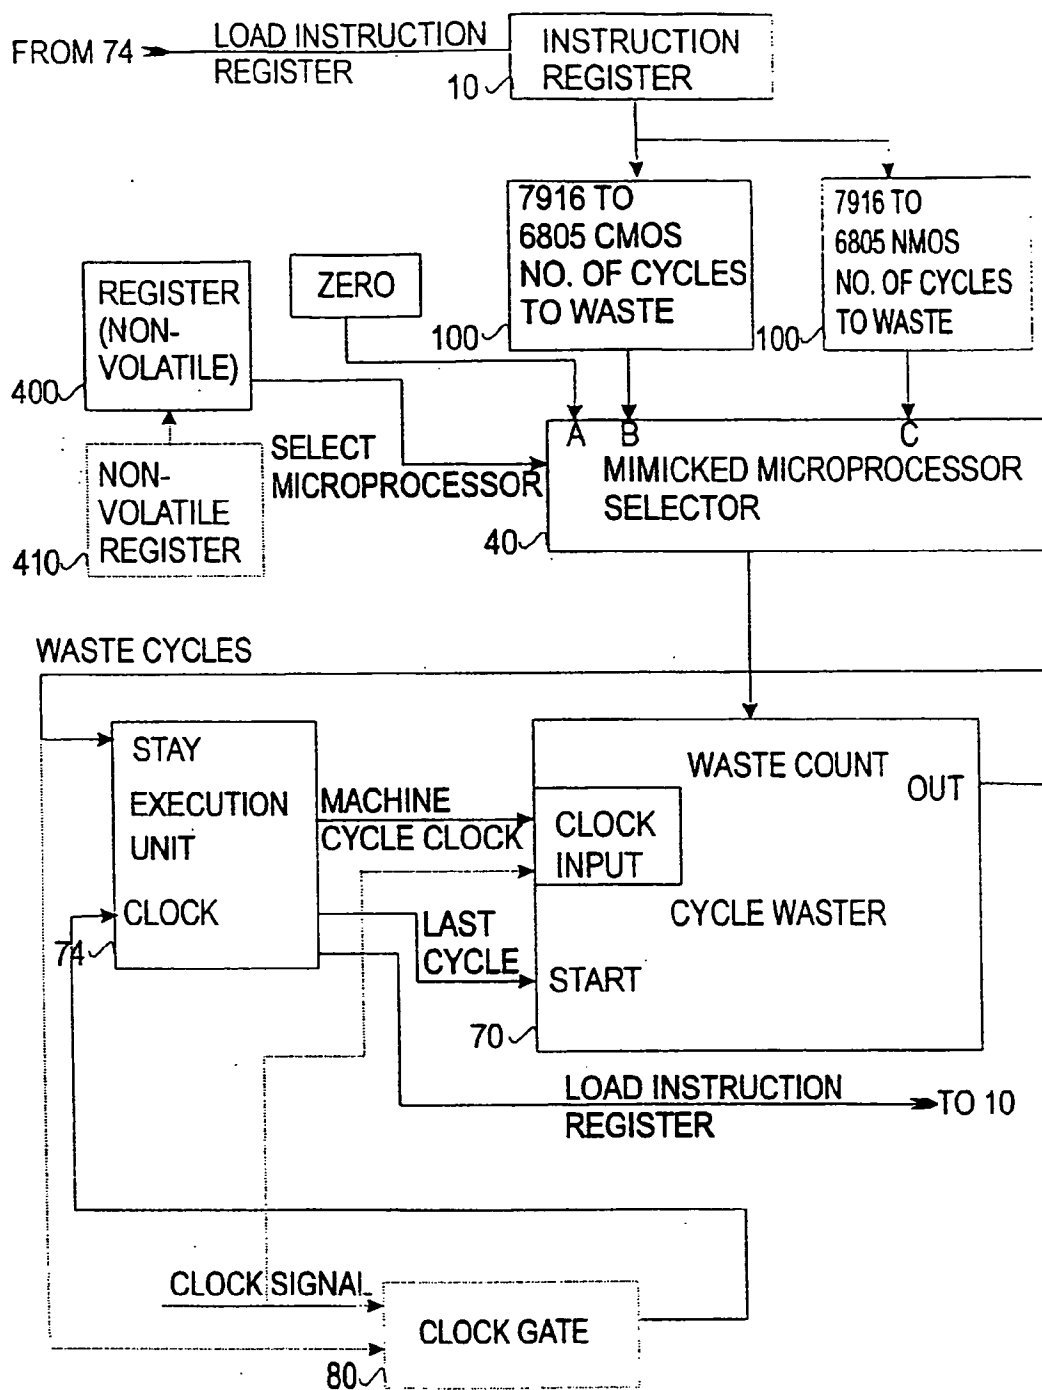 FROM 74
LOAD INSTRUCTION
REGISTER
INSTRUCTION
REGISTER
10
7916 TO
6805 CMOS
NO. OF CYCLES
TO WASTE
100
7916 TO
6805 NMOS
NO. OF CYCLES
TO WASTE
100
REGISTER
(NON-
VOLATILE)
400
ZERO
NON-
VOLATILE
REGISTER
410
SELECT
MICROPROCESSOR
A B C
MIMICKED MICROPROCESSOR
SELECTOR
40
WASTE CYCLES
STAY
EXECUTION
UNIT
CLOCK
74
MACHINE
CYCLE CLOCK
LAST
CYCLE
WASTE COUNT
OUT
CLOCK
INPUT
CYCLE WASTER
START
70
LOAD INSTRUCTION
REGISTER
TO 10
CLOCK SIGNAL
CLOCK GATE
80